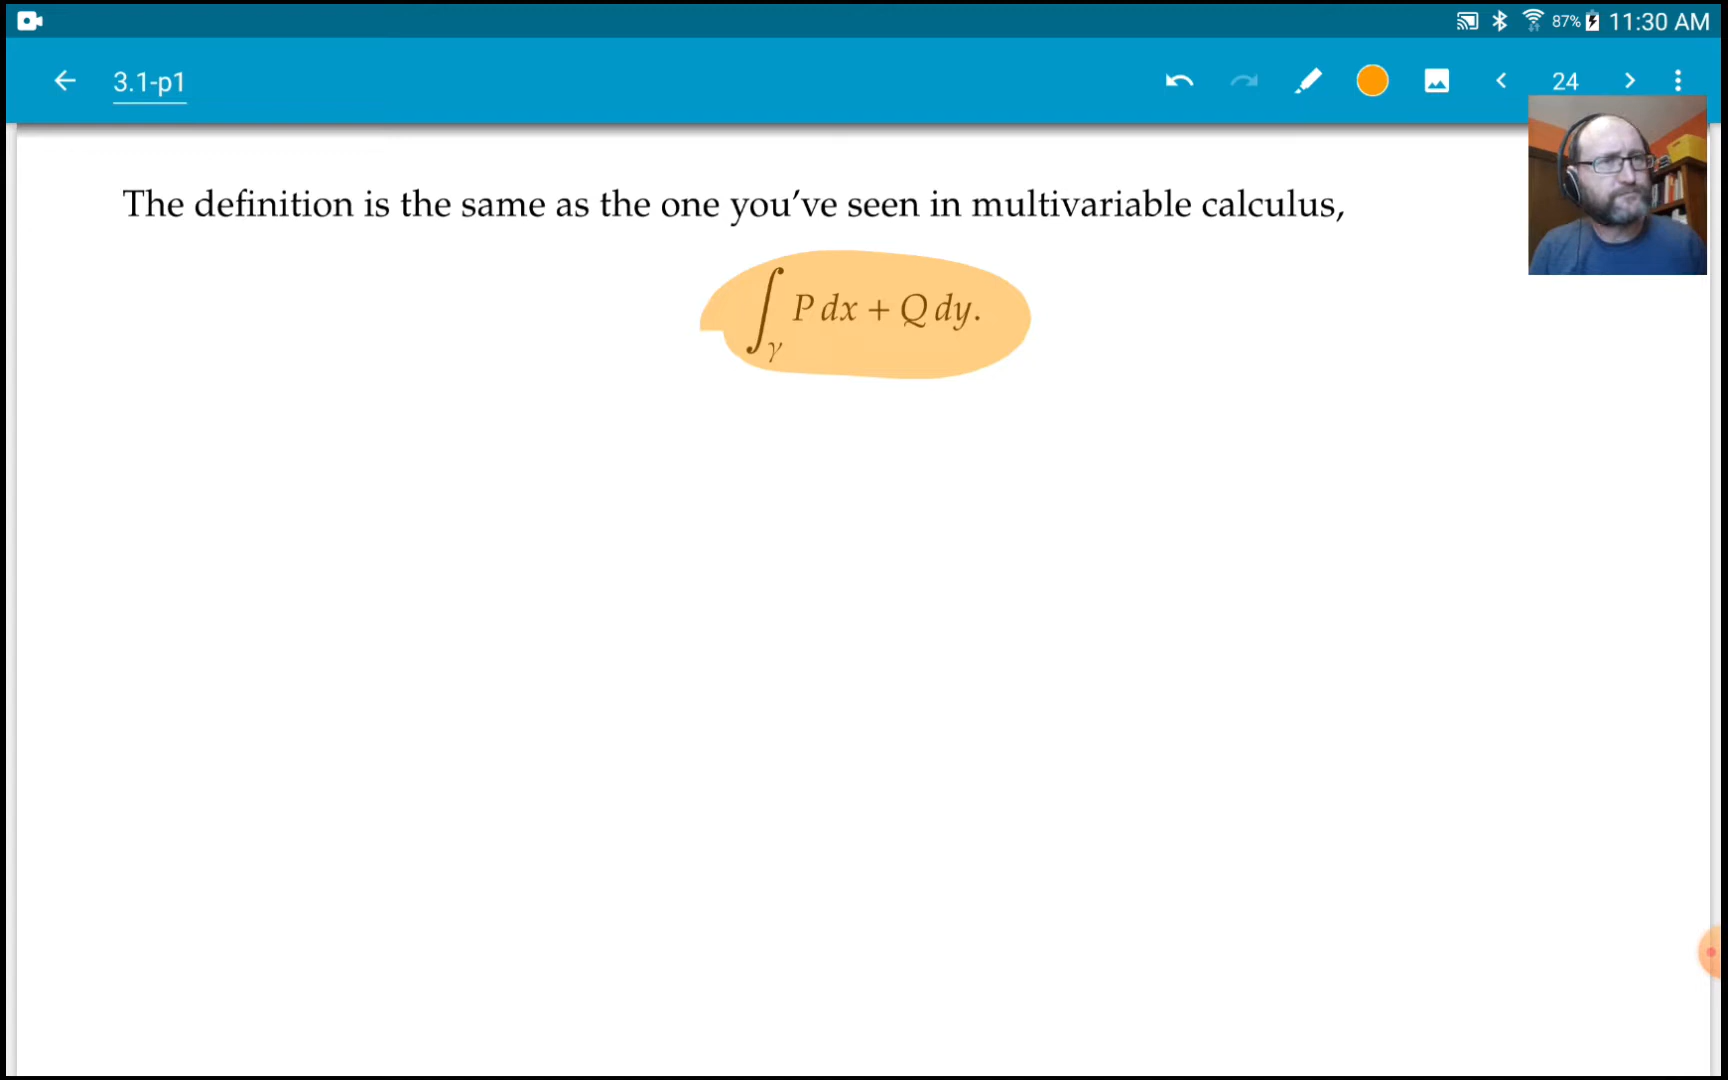 87% 11:30 AM
3.1-p1 24
The definition is the same as the one you've seen in multivariable calculus,
∫γ P dx + Q dy.